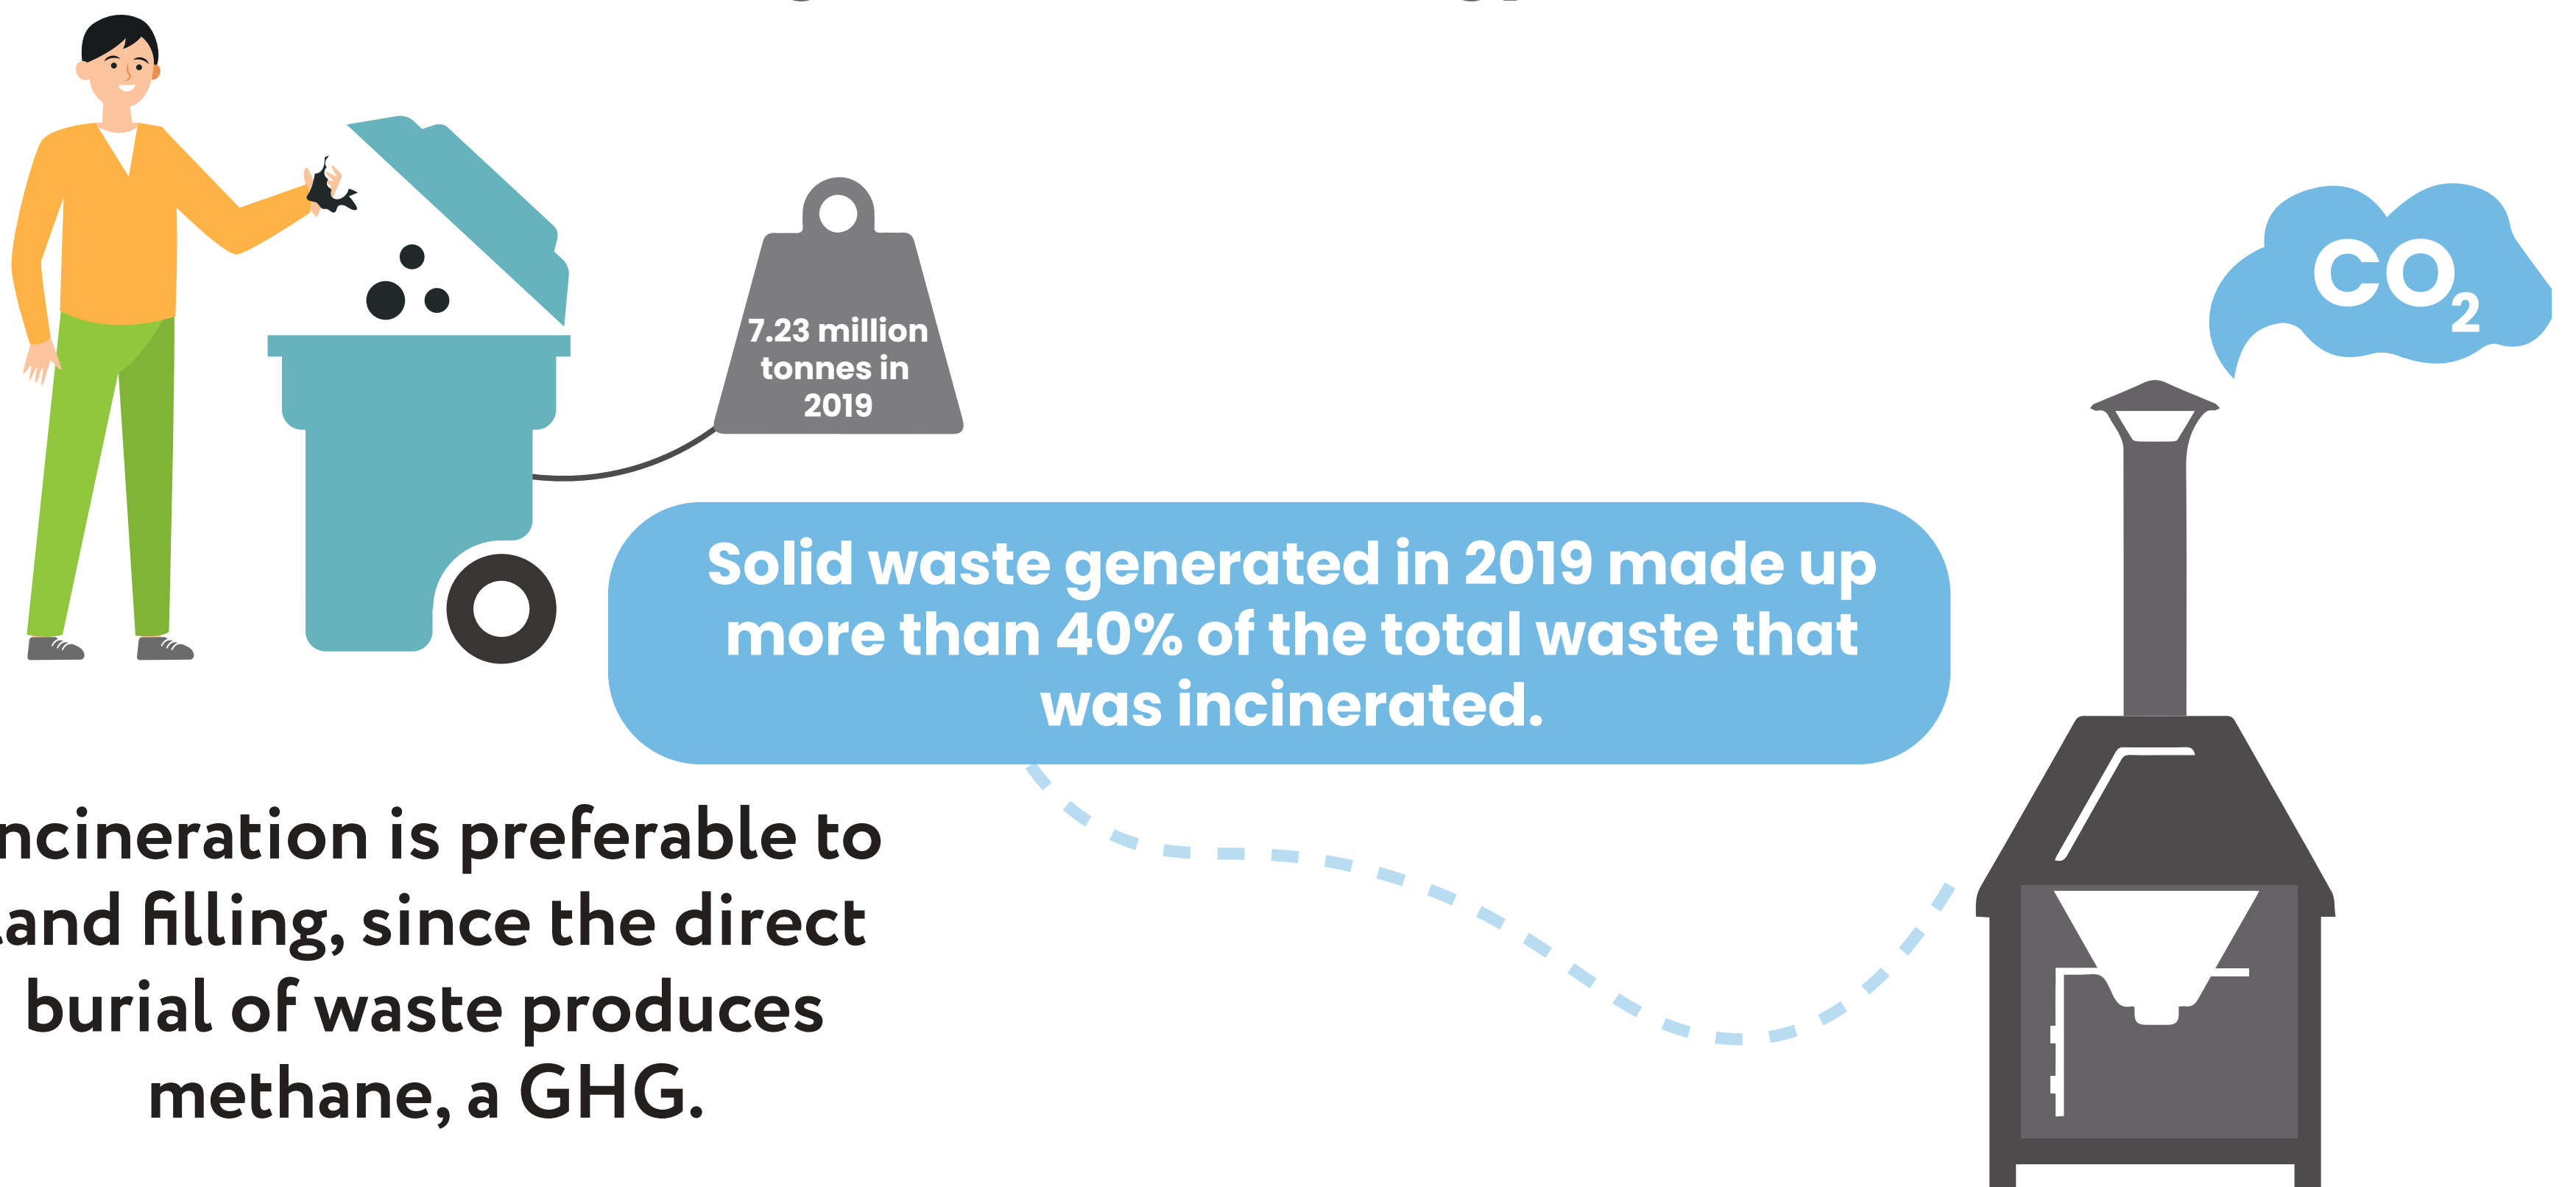 7.23 million
tonnes in
2019
CO₂
Solid waste generated in 2019 made up
more than 40% of the total waste that
was incinerated.
ncineration is preferable to
and filling, since the direct
burial of waste produces
methane, a GHG.